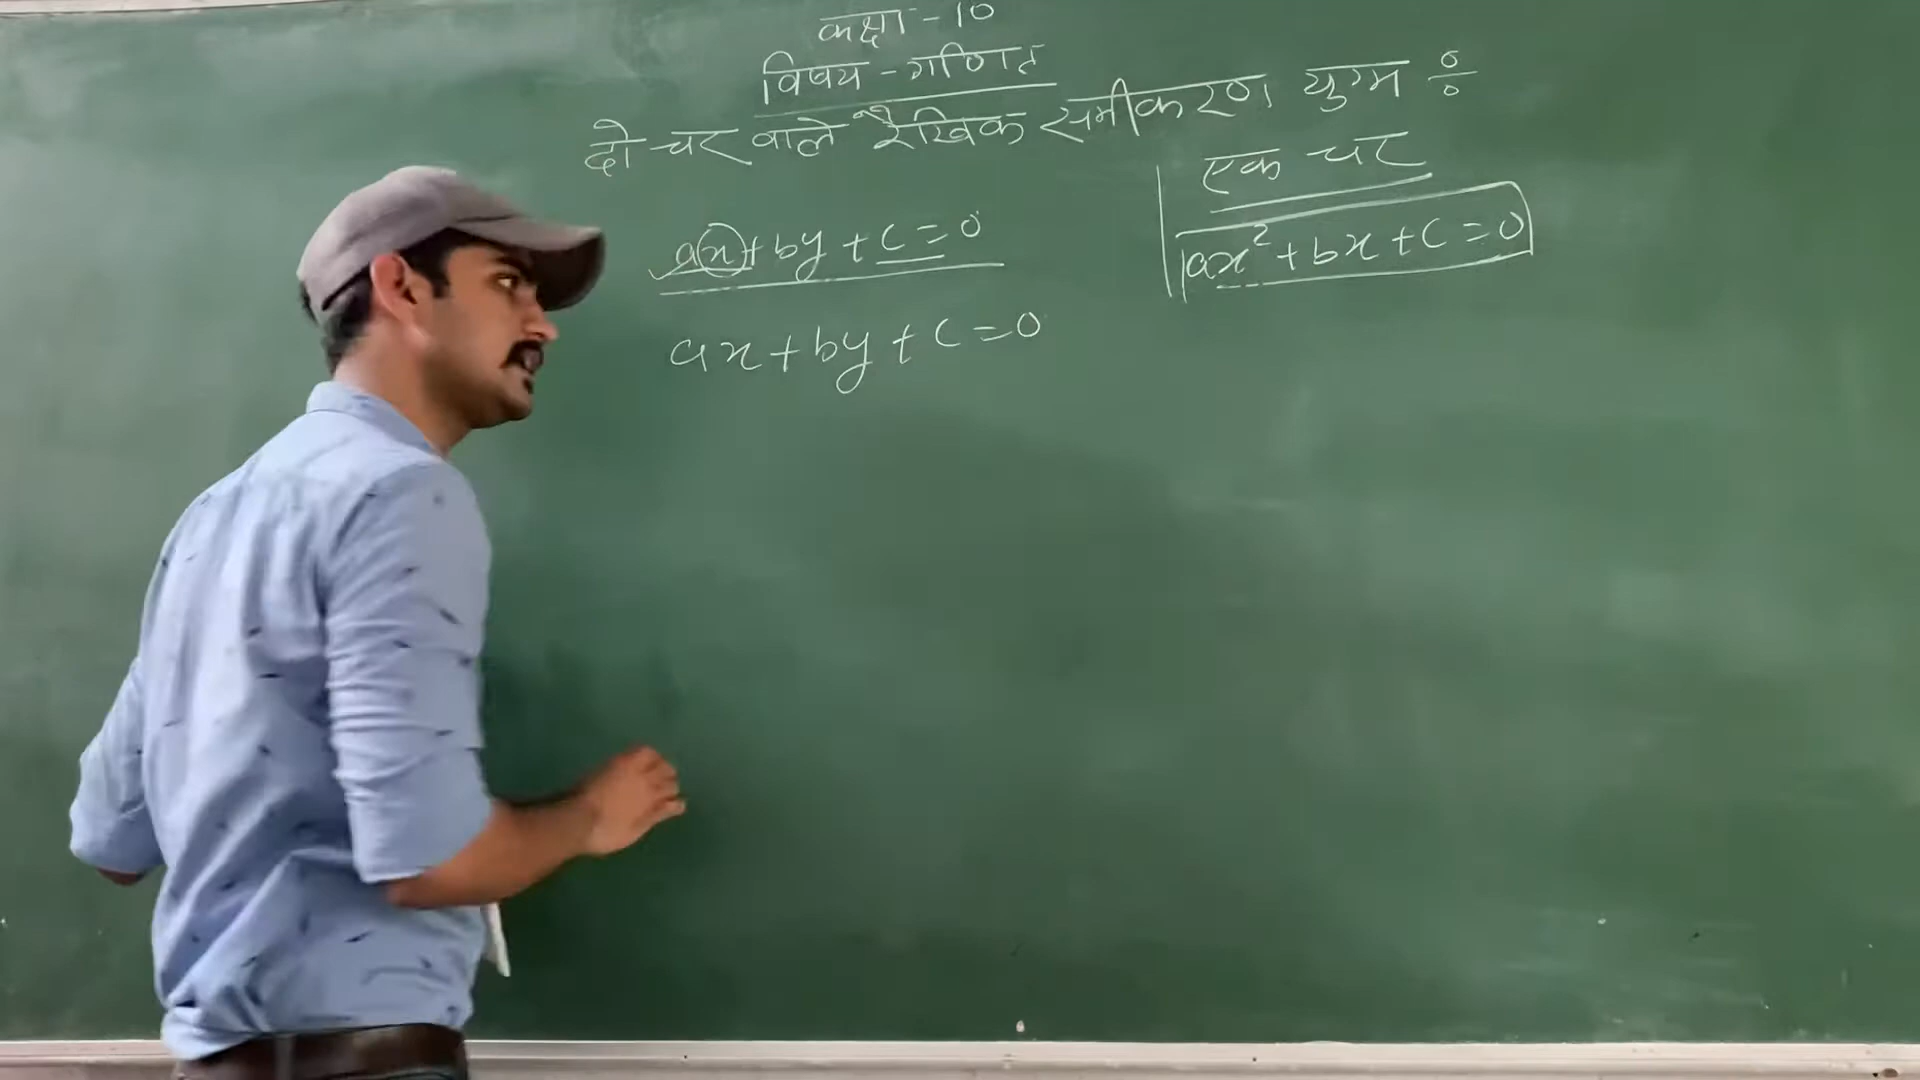 कक्षा - 10
विषय - गणित
दो चर वाले रैखिक समीकरण युग्म ÷
एक चर
ax + by + c = 0
ax² + bx + c = 0
ax + by + c = 0